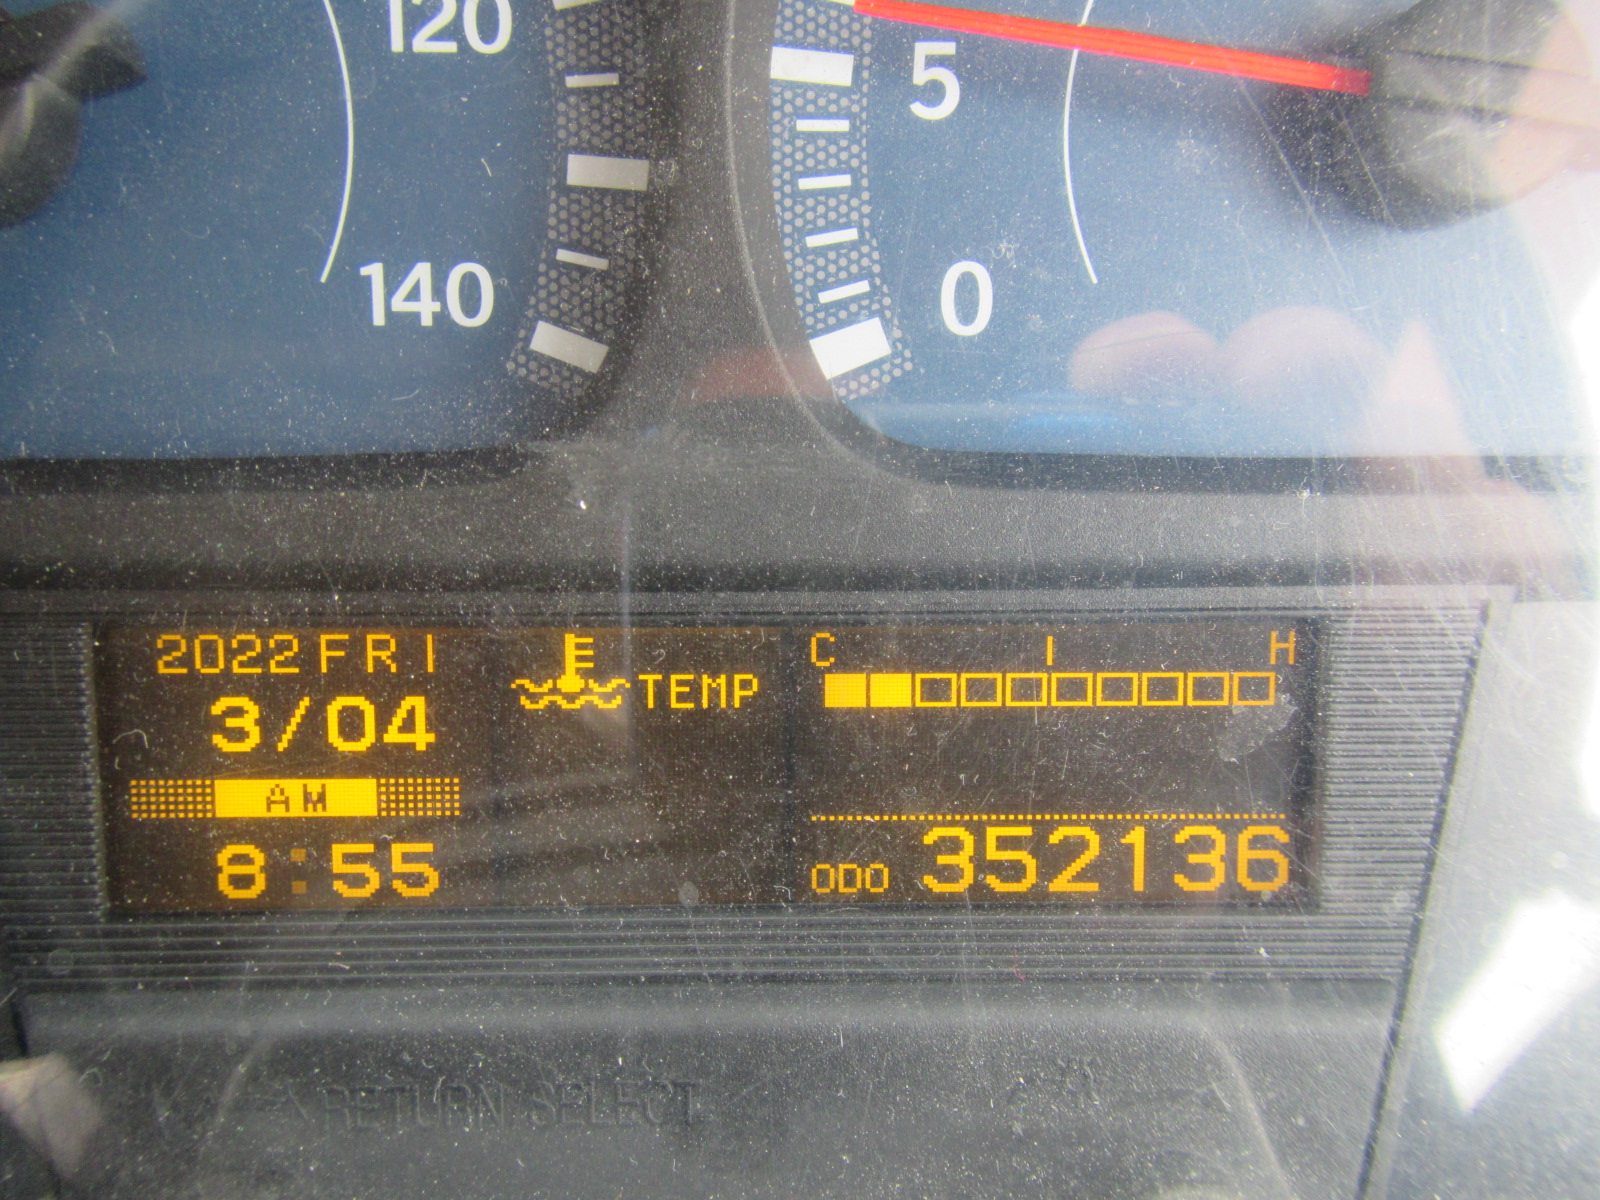 120
5
140
0
2022 FRI
3/04
AM
8:55
TEMP
C H
ODO 352136
RETURN SELECT